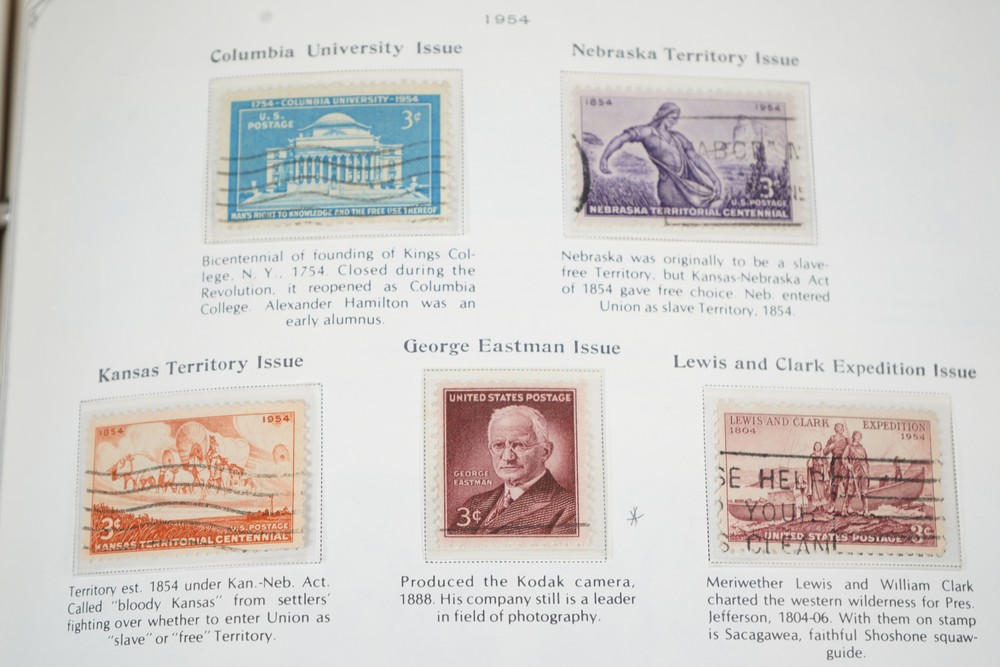 1954
Columbia University Issue
1754-COLUMBIA UNIVERSITY-1954
U.S.
POSTAGE
3¢
MAN'S RIGHT TO KNOWLEDGE AND THE FREE USE THEREOF
Bicentennial of founding of Kings Col-
lege, N. Y., 1754. Closed during the
Revolution, it reopened as Columbia
College. Alexander Hamilton was an
early alumnus.
Nebraska Territory Issue
1854
1954
ABCD
3¢
U.S. POSTAGE
NEBRASKA TERRITORIAL CENTENNIAL
Nebraska was originally to be a slave-
free Territory, but Kansas-Nebraska Act
of 1854 gave free choice. Neb. entered
Union as slave Territory, 1854.
Kansas Territory Issue
1854
1954
3¢
U.S. POSTAGE
KANSAS TERRITORIAL CENTENNIAL
Territory est. 1854 under Kan.-Neb. Act.
Called "bloody Kansas" from settlers'
fighting over whether to enter Union as
"slave" or "free" Territory.
George Eastman Issue
UNITED STATES POSTAGE
GEORGE
EASTMAN
3¢
Produced the Kodak camera,
1888. His company still is a leader
in field of photography.
Lewis and Clark Expedition Issue
LEWIS AND CLARK EXPEDITION
1804
1954
SE HELP
YOU
S CLEAN
UNITED STATES POSTAGE 3¢
Meriwether Lewis and William Clark
charted the western wilderness for Pres.
Jefferson, 1804-06. With them on stamp
is Sacagawea, faithful Shoshone squaw-
guide.